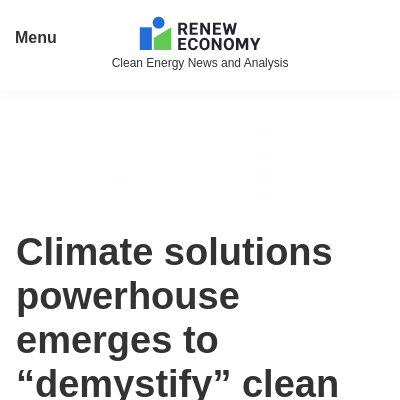 Menu
RENEW
ECONOMY
Clean Energy News and Analysis
Climate solutions
powerhouse
emerges to
“demystify” clean